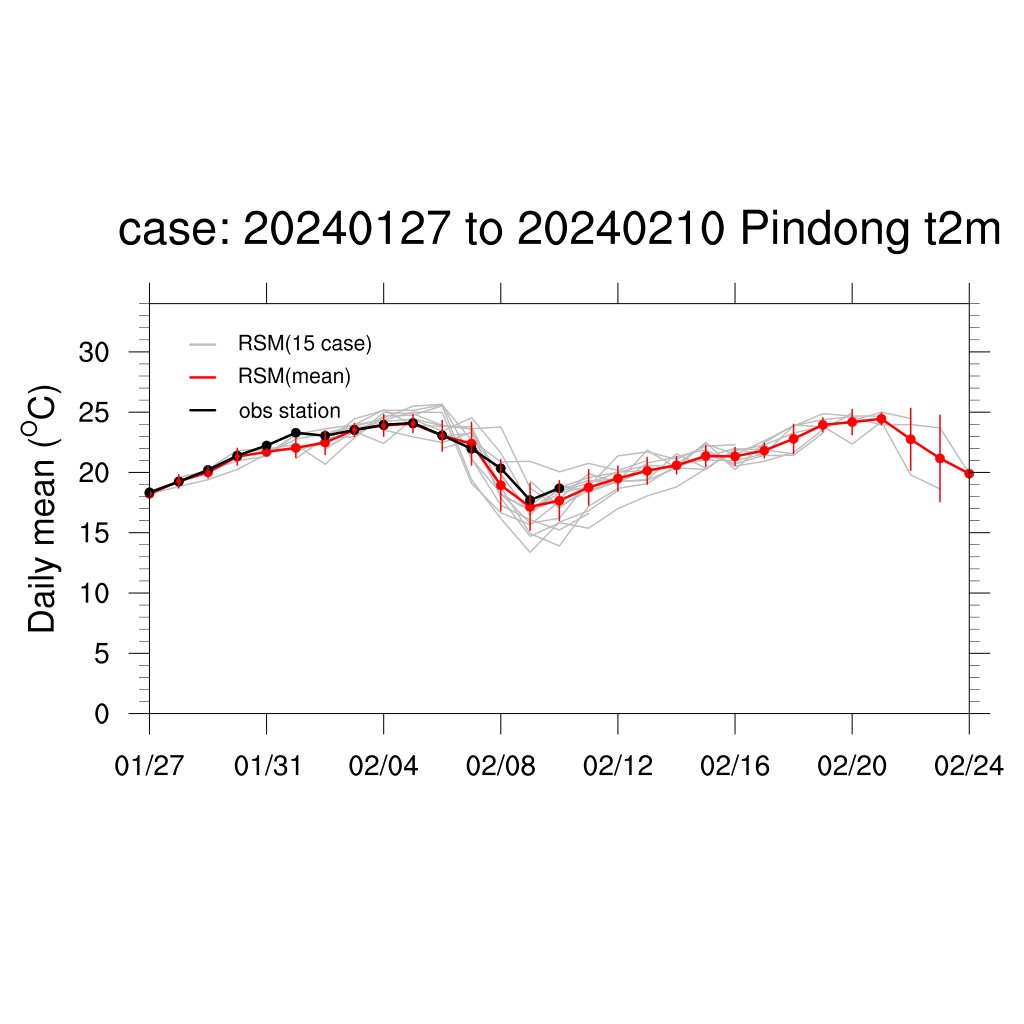 case: 20240127 to 20240210 Pindong t2m
RSM(15 case)
RSM(mean)
obs station
Daily mean (OC)
30
25
20
15
10
5
0
01/27 01/31 02/04 02/08 02/12 02/16 02/20 02/24